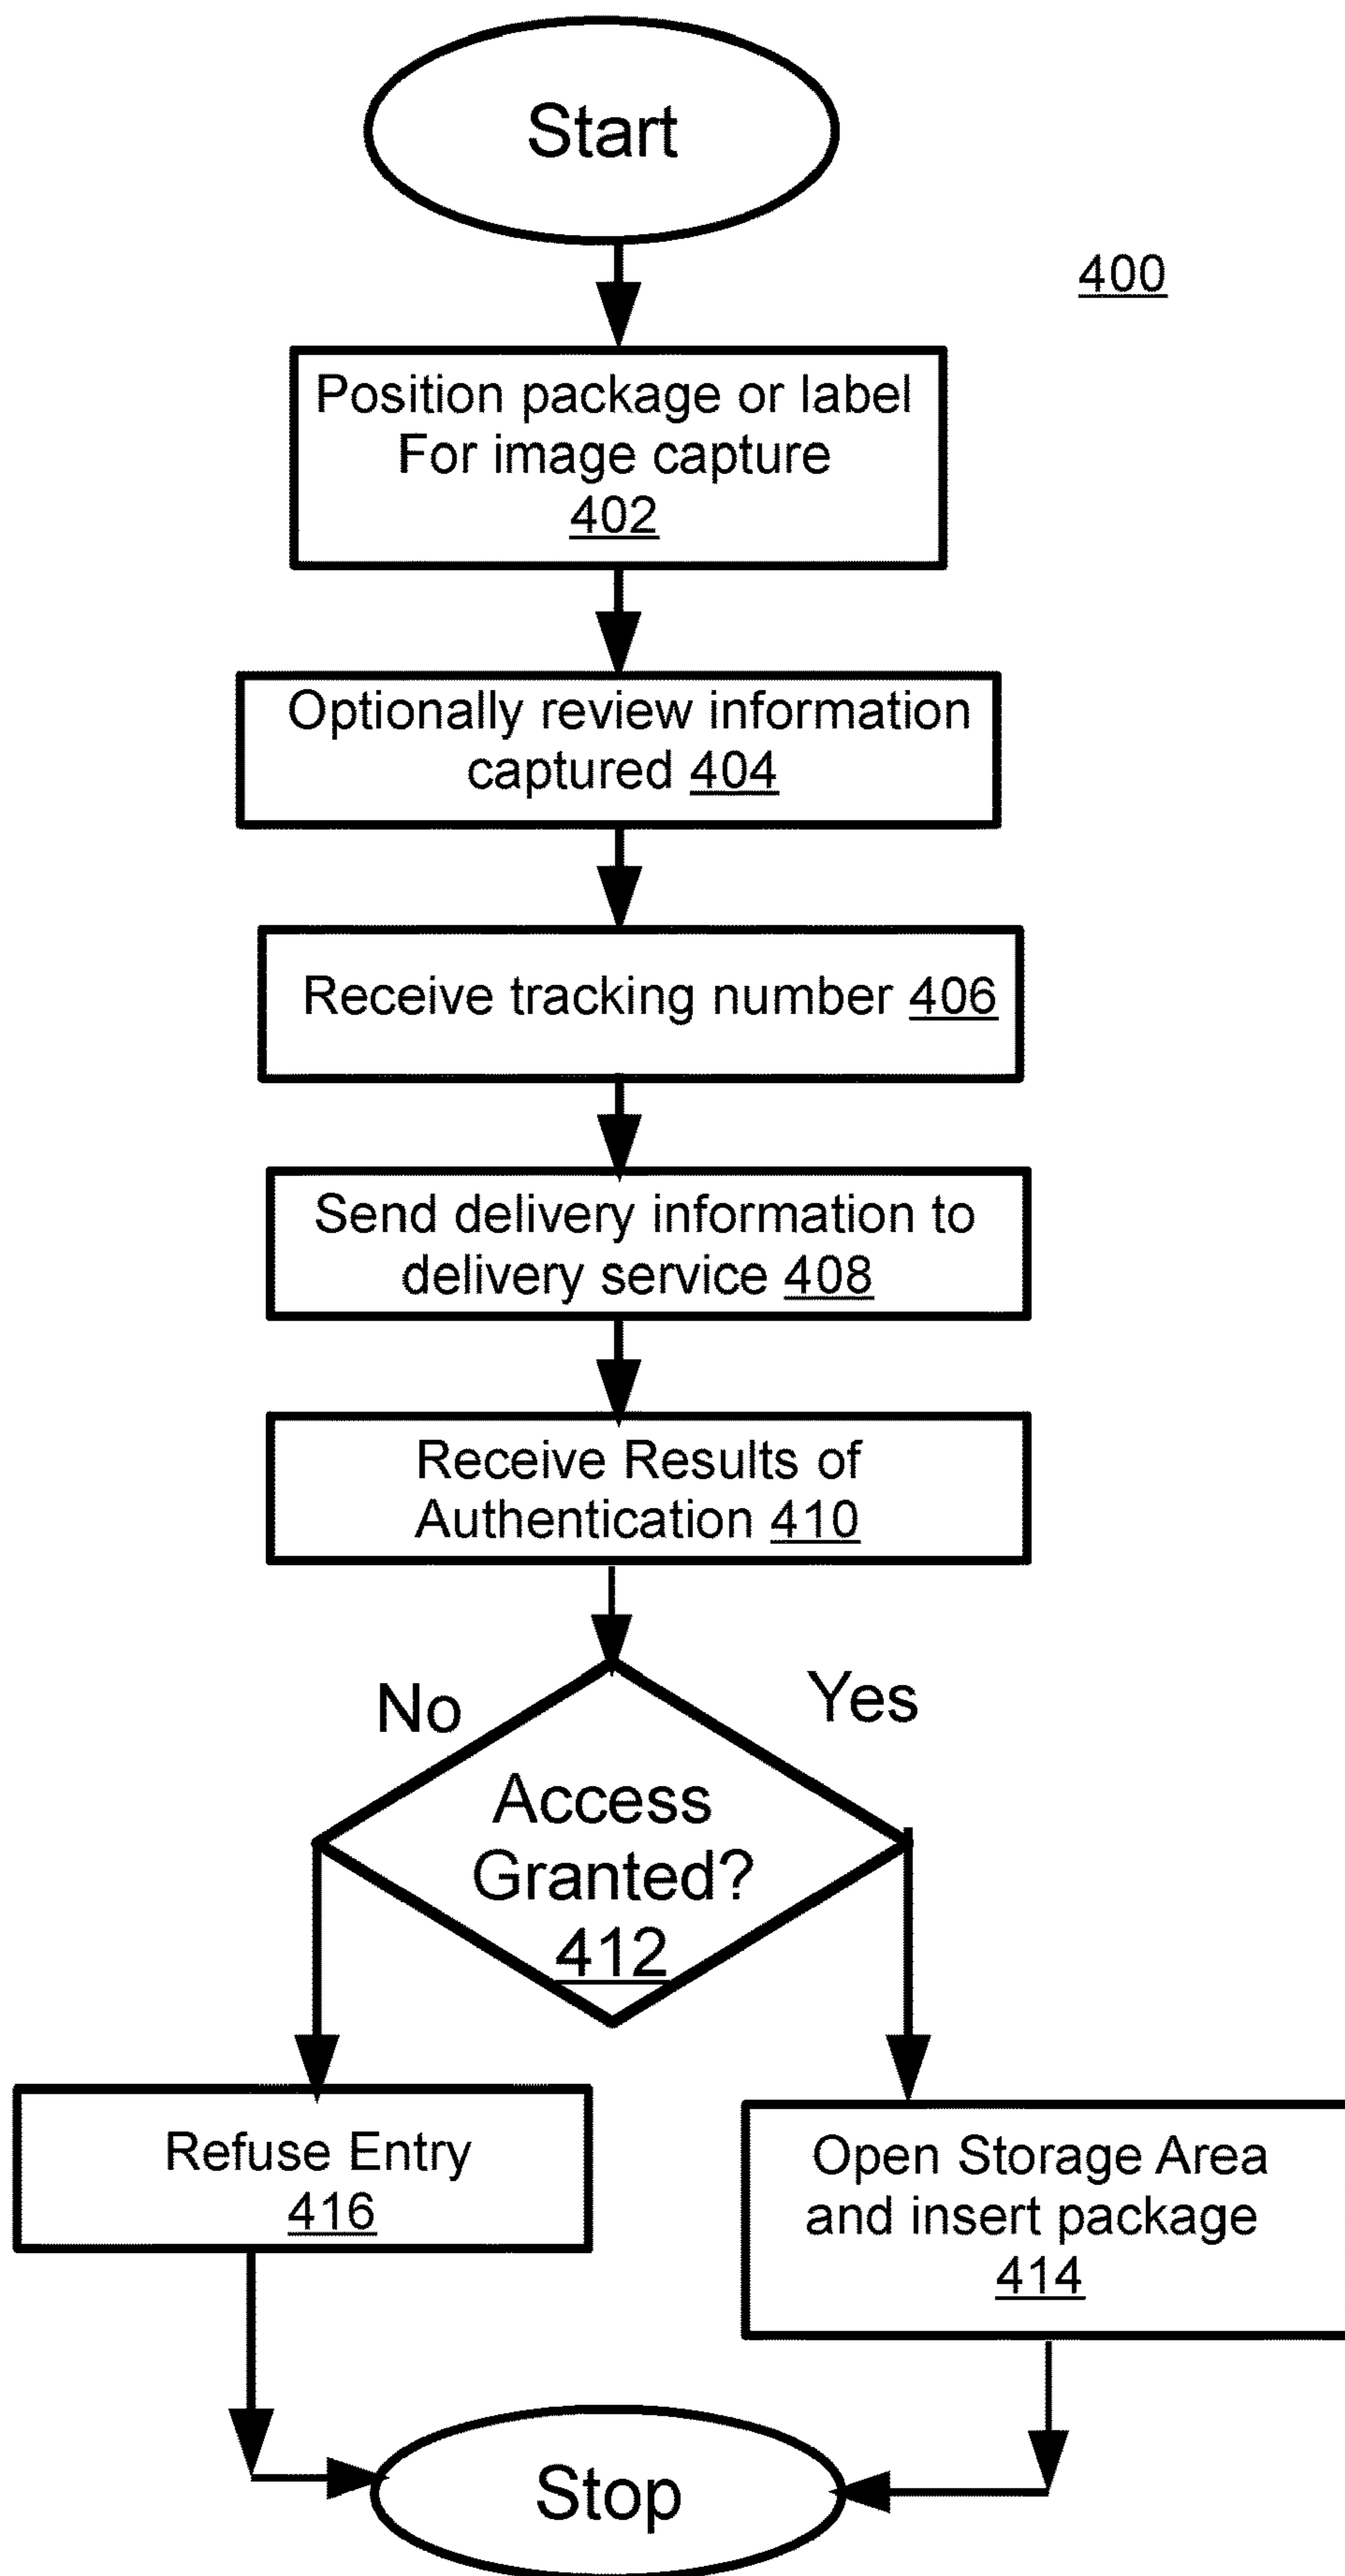 Start
400
Position package or label
For image capture
402
Optionally review information
captured 404
Receive tracking number 406
Send delivery information to
delivery service 408
Receive Results of
Authentication 410
No
Yes
Access
Granted?
412
Refuse Entry
416
Open Storage Area
and insert package
414
Stop